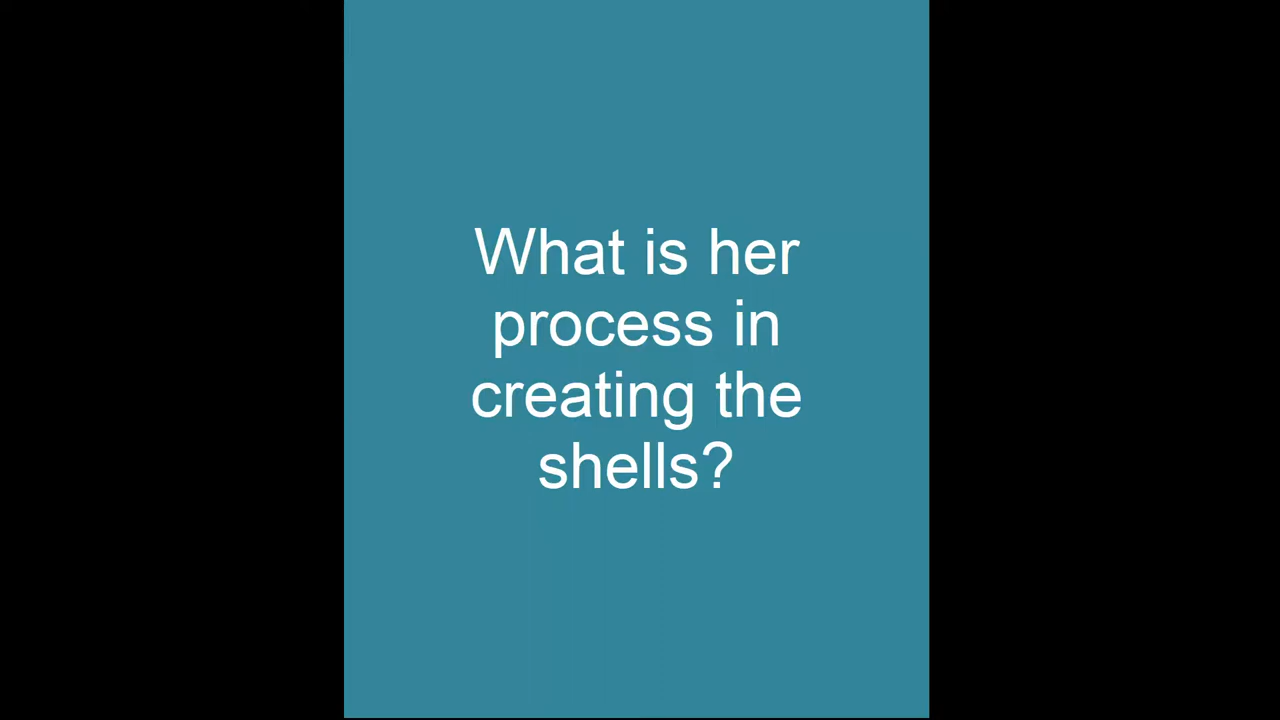 What is her
process in
creating the
shells?